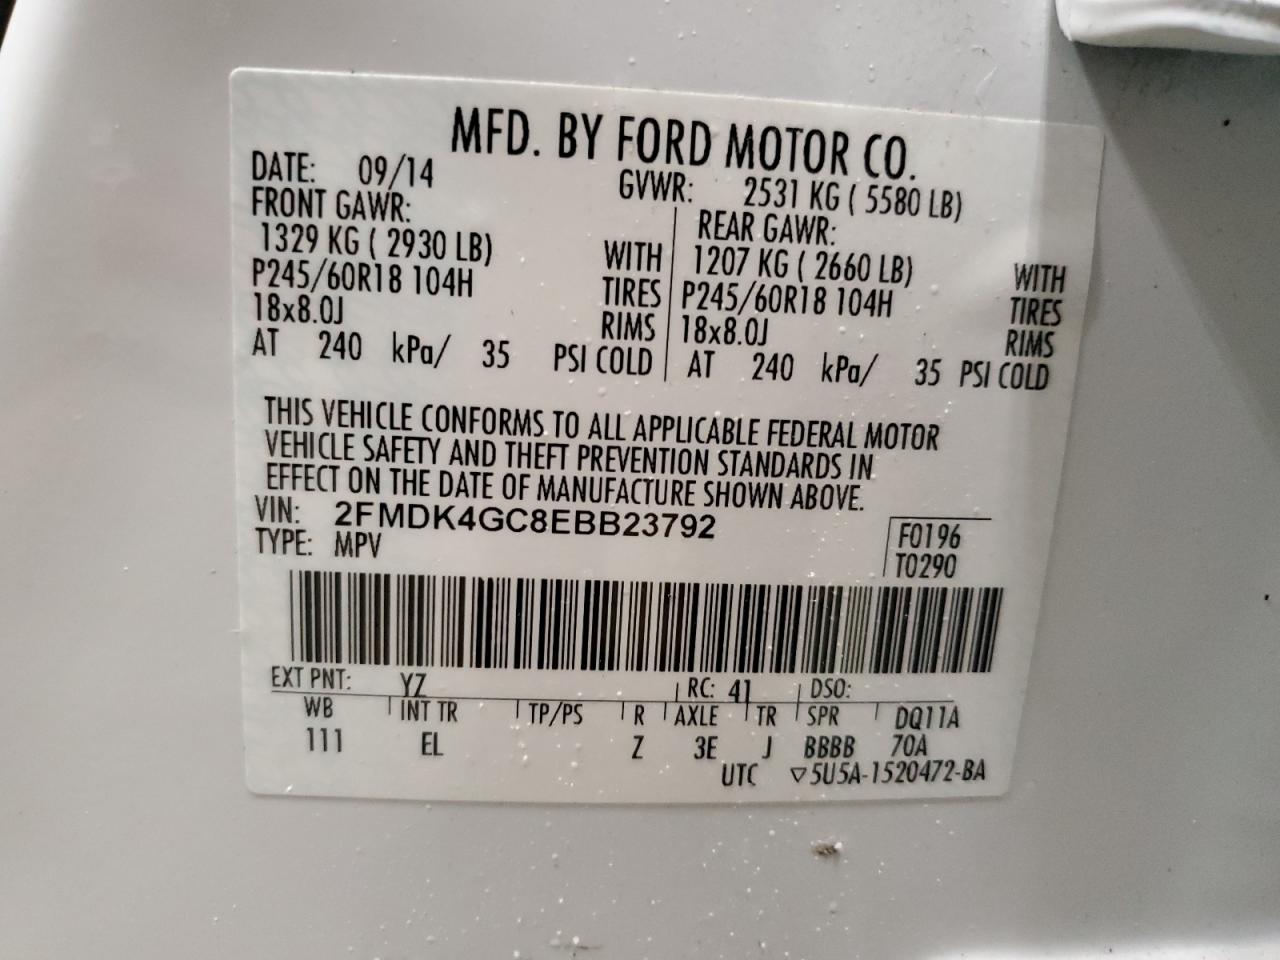 MFD. BY FORD MOTOR CO.
DATE: 09/14 GVWR: 2531 KG ( 5580 LB)
FRONT GAWR: REAR GAWR:
1329 KG ( 2930 LB) WITH 1207 KG ( 2660 LB) WITH
P245/60R18 104H TIRES P245/60R18 104H TIRES
18x8.0J RIMS 18x8.0J RIMS
AT 240 kPa/ 35 PSI COLD AT 240 kPa/ 35 PSI COLD
THIS VEHICLE CONFORMS TO ALL APPLICABLE FEDERAL MOTOR
VEHICLE SAFETY AND THEFT PREVENTION STANDARDS IN
EFFECT ON THE DATE OF MANUFACTURE SHOWN ABOVE.
VIN: 2FMDK4GC8EBB23792 F0196
TYPE: MPV T0290
EXT PNT: YZ RC: 41 DSO:
WB INT TR TP/PS R AXLE TR SPR DQ11A
111 EL Z 3E J BBBB 70A
UTC ▽5U5A-1520472-BA